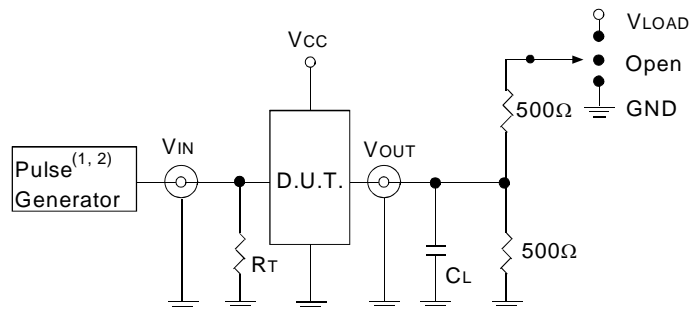 VLOAD
VCC
Open
500Ω
GND
VIN
VOUT
Pulse(1, 2)
Generator
D.U.T.
RT
CL
500Ω